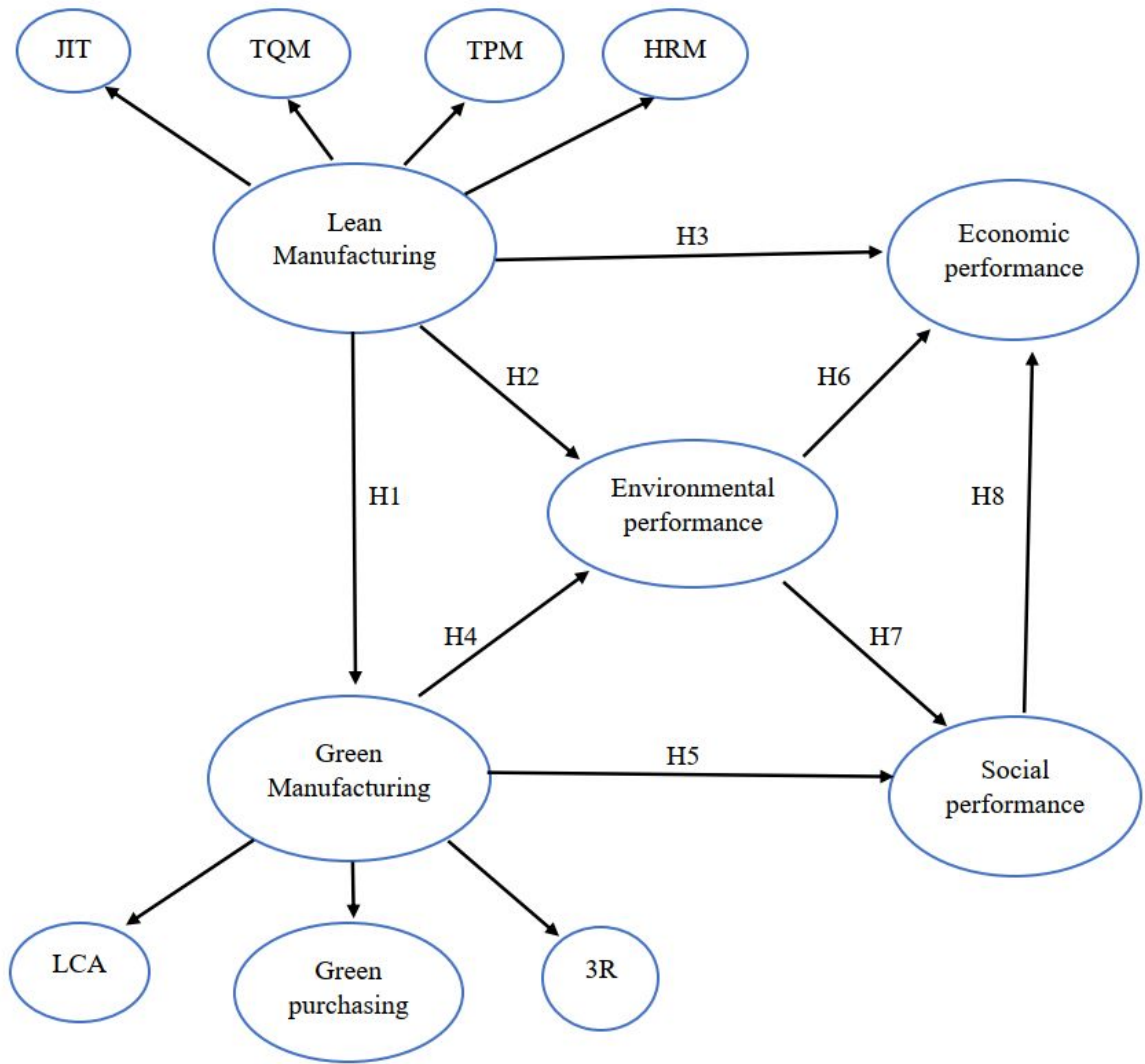 JIT
TQM
TPM
HRM
Lean
Manufacturing
H3
Economic
performance
H2
H6
H1
Environmental
performance
H8
H4
H7
Green
Manufacturing
H5
Social
performance
LCA
Green
purchasing
3R